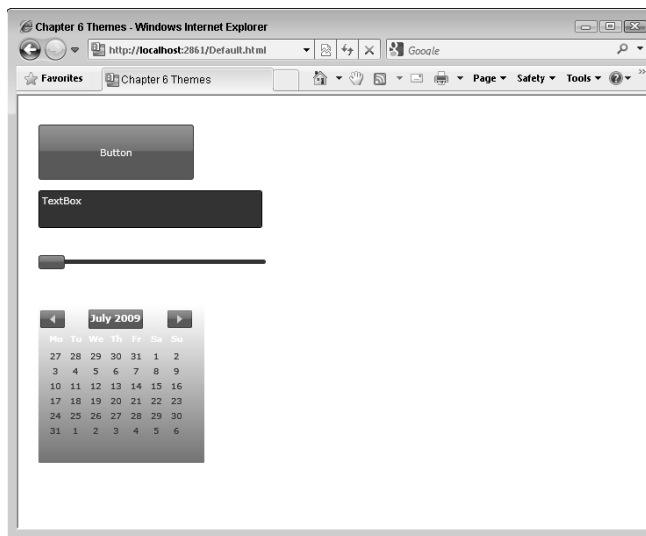 Chapter 6 Themes - Windows Internet Explorer
http://localhost:2861/Default.html
Google
Favorites
Chapter 6 Themes
Page
Safety
Tools
Button
TextBox
July 2009
Mo Tu We Th Fr Sa Su
27 28 29 30 31 1 2
3 4 5 6 7 8 9
10 11 12 13 14 15 16
17 18 19 20 21 22 23
24 25 26 27 28 29 30
31 1 2 3 4 5 6